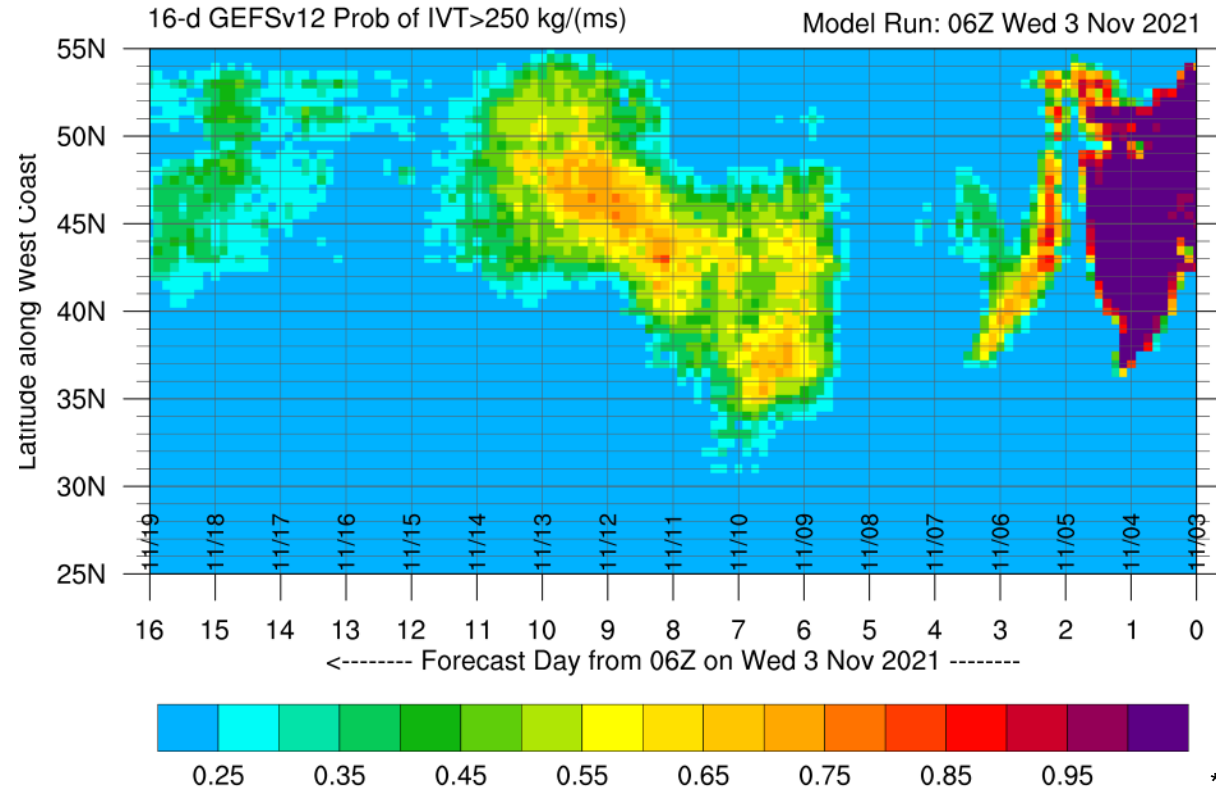 16-d GEFSv12 Prob of IVT>250 kg/(ms)
Model Run: 06Z Wed 3 Nov 2021
55N
50N
45N
40N
35N
30N
25N
Latitude along West Coast
11/19 11/18 11/17 11/16 11/15 11/14 11/13 11/12 11/11 11/10 11/09 11/08 11/07 11/06 11/05 11/04 11/03
16 15 14 13 12 11 10 9 8 7 6 5 4 3 2 1 0
<-------- Forecast Day from 06Z on Wed 3 Nov 2021 --------
0.25 0.35 0.45 0.55 0.65 0.75 0.85 0.95 *